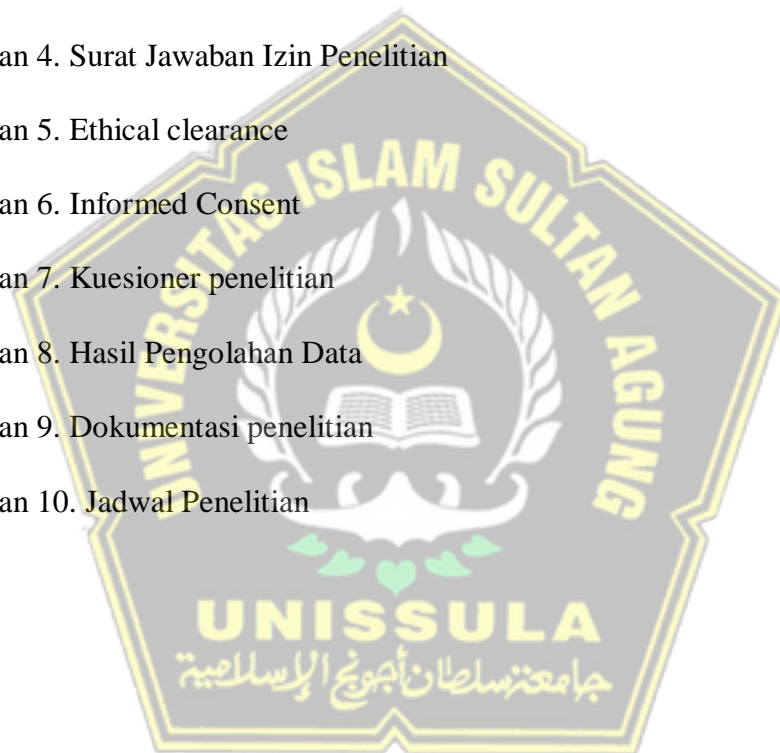 an 4. Surat Jawaban Izin Penelitian
an 5. Ethical clearance
an 6. Informed Consent
an 7. Kuesioner penelitian
an 8. Hasil Pengolahan Data
an 9. Dokumentasi penelitian
an 10. Jadwal Penelitian
UNIVERSITAS ISLAM SULTAN AGUNG
UNISSULA
جامعة سلطان أجونج الإسلامية